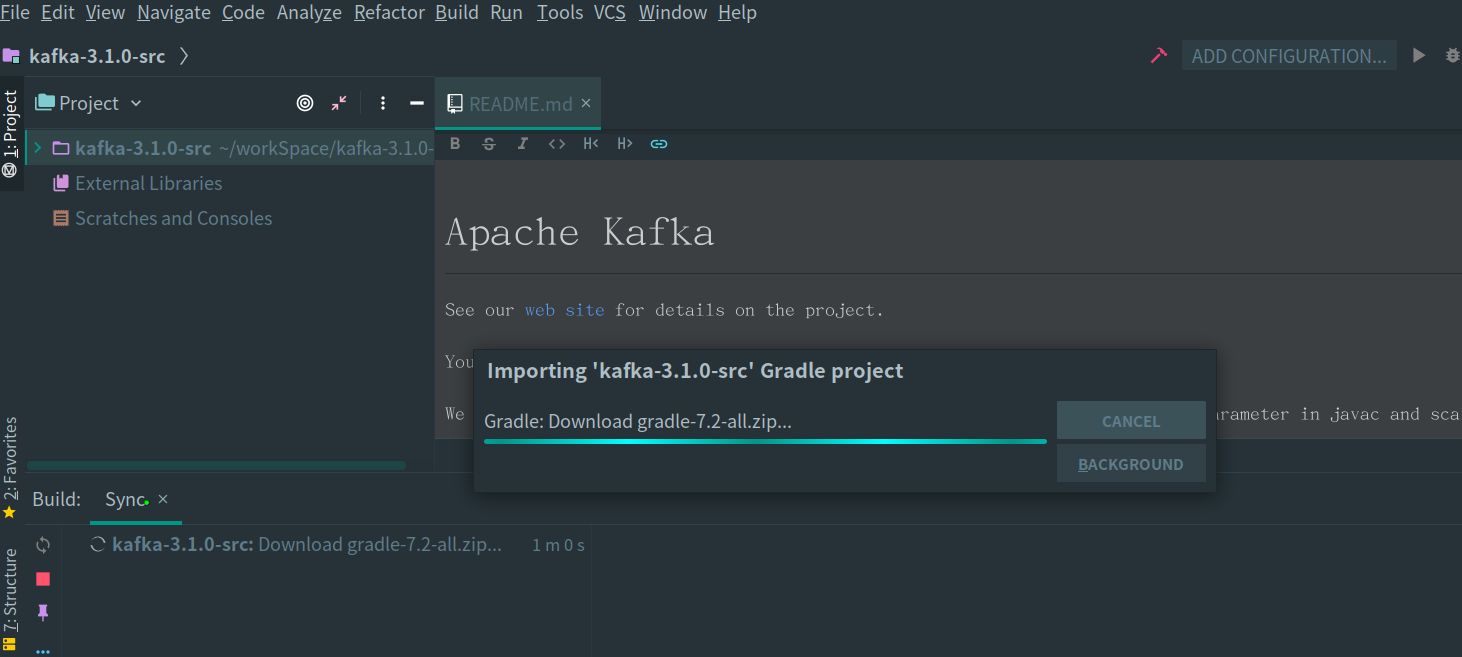 File Edit View Navigate Code Analyze Refactor Build Run Tools VCS Window Help
kafka-3.1.0-src
ADD CONFIGURATION...
1: Project
Project
README.md
kafka-3.1.0-src ~/workSpace/kafka-3.1.0-
External Libraries
Scratches and Consoles
B S I <> H< H>
Apache Kafka
See our web site for details on the project.
You
We
rameter in javac and sca
Importing 'kafka-3.1.0-src' Gradle project
Gradle: Download gradle-7.2-all.zip...
CANCEL
BACKGROUND
2: Favorites
Build: Sync
kafka-3.1.0-src: Download gradle-7.2-all.zip... 1 m 0 s
7: Structure